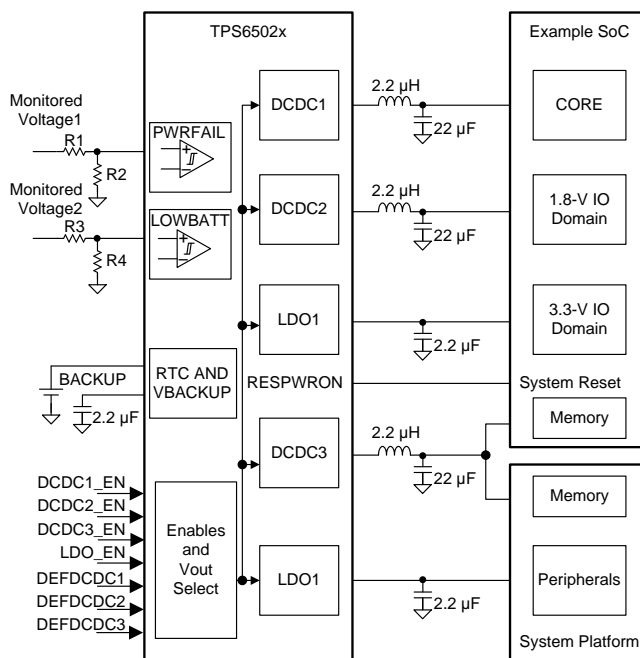 TPS6502x
Example SoC
Monitored
Voltage1
R1
R2
PWRFAIL
+
−
DCDC1
2.2 µH
22 µF
CORE
Monitored
Voltage2
R3
R4
LOWBATT
+
−
DCDC2
2.2 µH
22 µF
1.8-V IO
Domain
LDO1
2.2 µF
3.3-V IO
Domain
BACKUP
2.2 µF
RTC AND
VBACKUP
RESPWRON
System Reset
DCDC3
2.2 µH
22 µF
Memory
DCDC1_EN
DCDC2_EN
DCDC3_EN
LDO_EN
DEFDCDC1
DEFDCDC2
DEFDCDC3
Enables
and
Vout
Select
LDO1
2.2 µF
Memory
Peripherals
System Platform